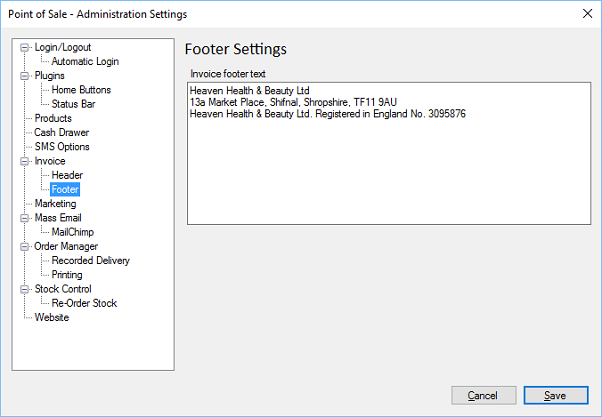 Point of Sale - Administration Settings
Login/Logout
Automatic Login
Plugins
Home Buttons
Status Bar
Products
Cash Drawer
SMS Options
Invoice
Header
Footer
Marketing
Mass Email
MailChimp
Order Manager
Recorded Delivery
Printing
Stock Control
Re-Order Stock
Website
Footer Settings
Invoice footer text
Heaven Health & Beauty Ltd
13a Market Place, Shifnal, Shropshire, TF11 9AU
Heaven Health & Beauty Ltd. Registered in England No. 3095876
Cancel
Save